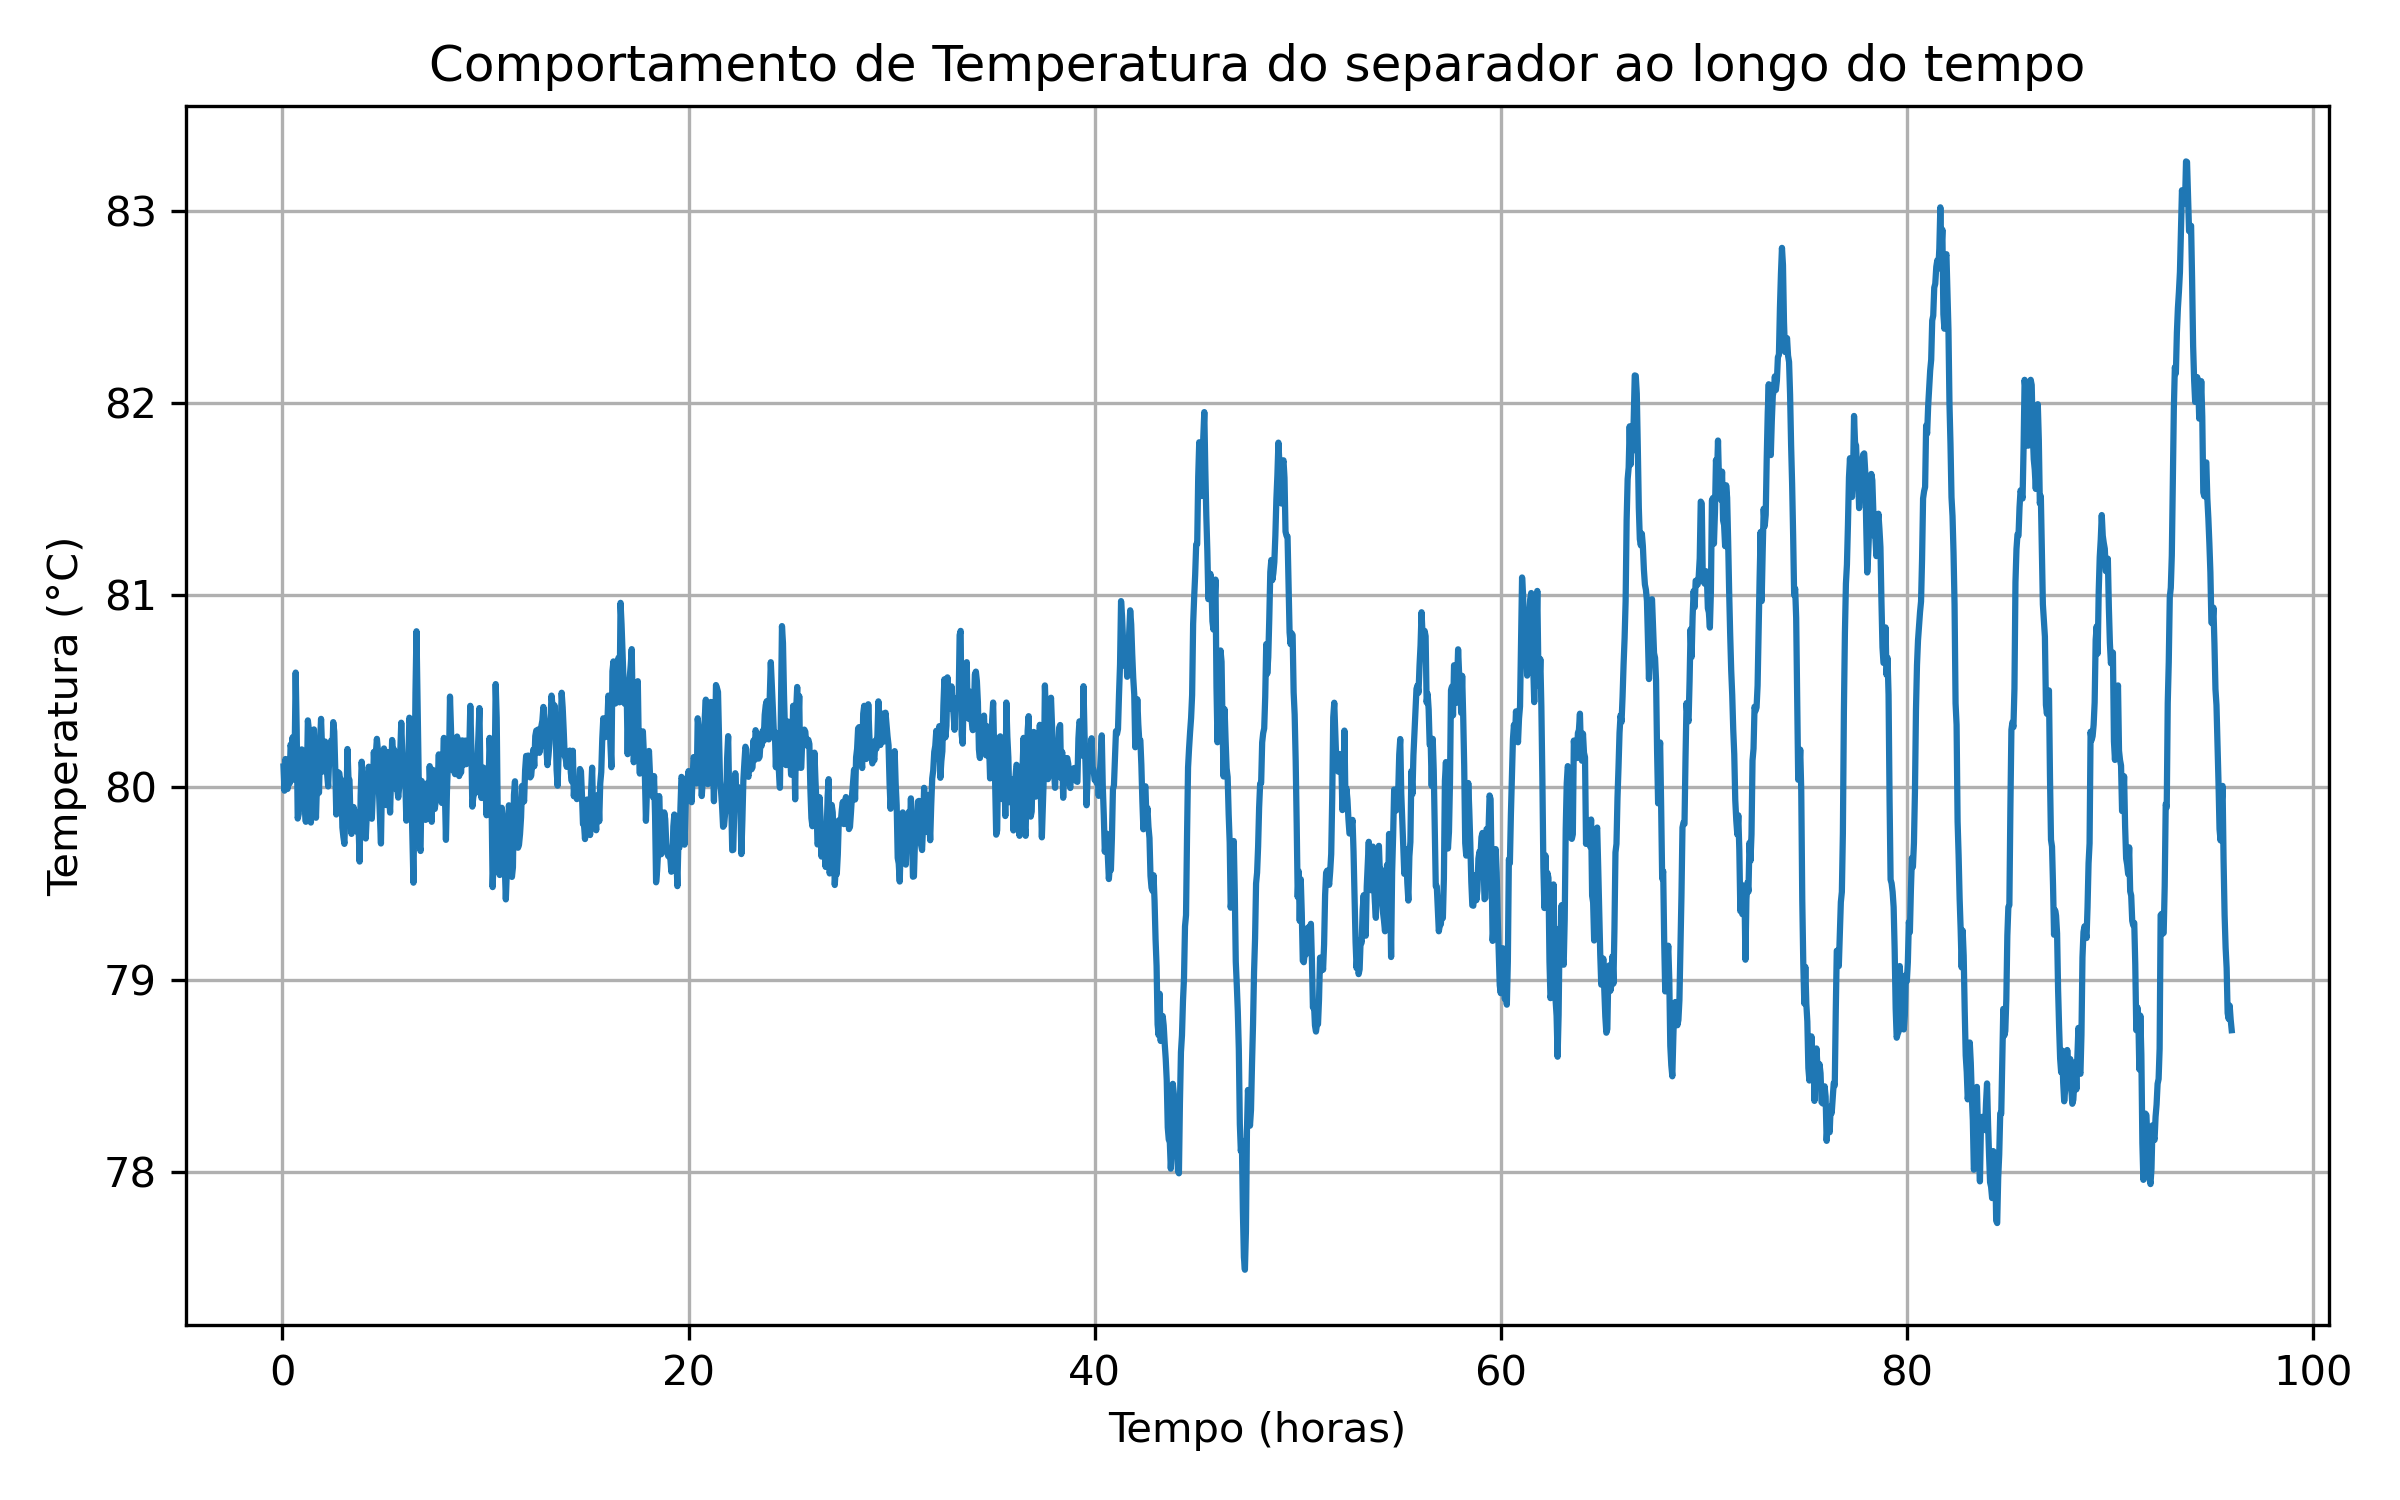 Comportamento de Temperatura do separador ao longo do tempo
Temperatura (°C)
83
82
81
80
79
78
0 20 40 60 80 100
Tempo (horas)